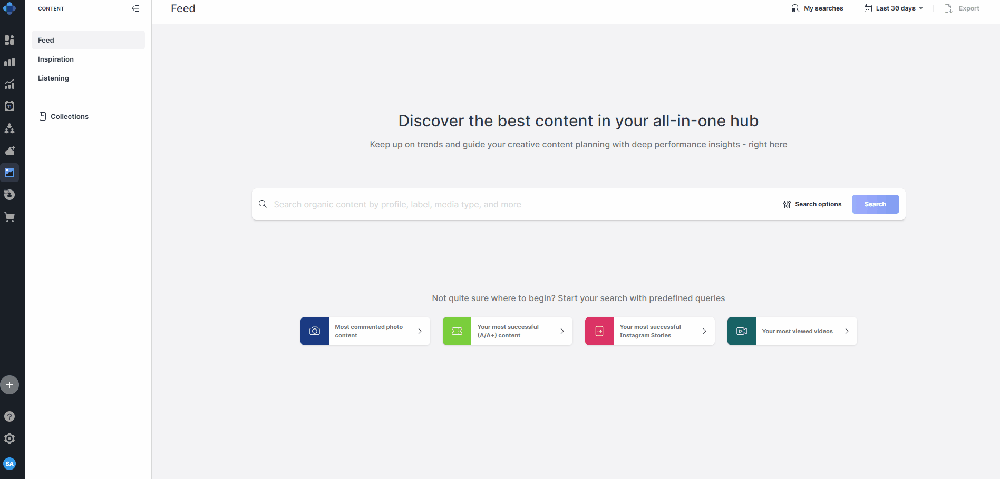 CONTENT
Feed
My searches
Last 30 days
Export
Feed
Inspiration
Listening
Collections
11
Discover the best content in your all-in-one hub
Keep up on trends and guide your creative content planning with deep performance insights - right here
Search organic content by profile, label, media type, and more
Search options
Search
Not quite sure where to begin? Start your search with predefined queries
Most commented photo
content
Your most successful
(A/A+) content
Your most successful
Instagram Stories
Your most viewed videos
SA